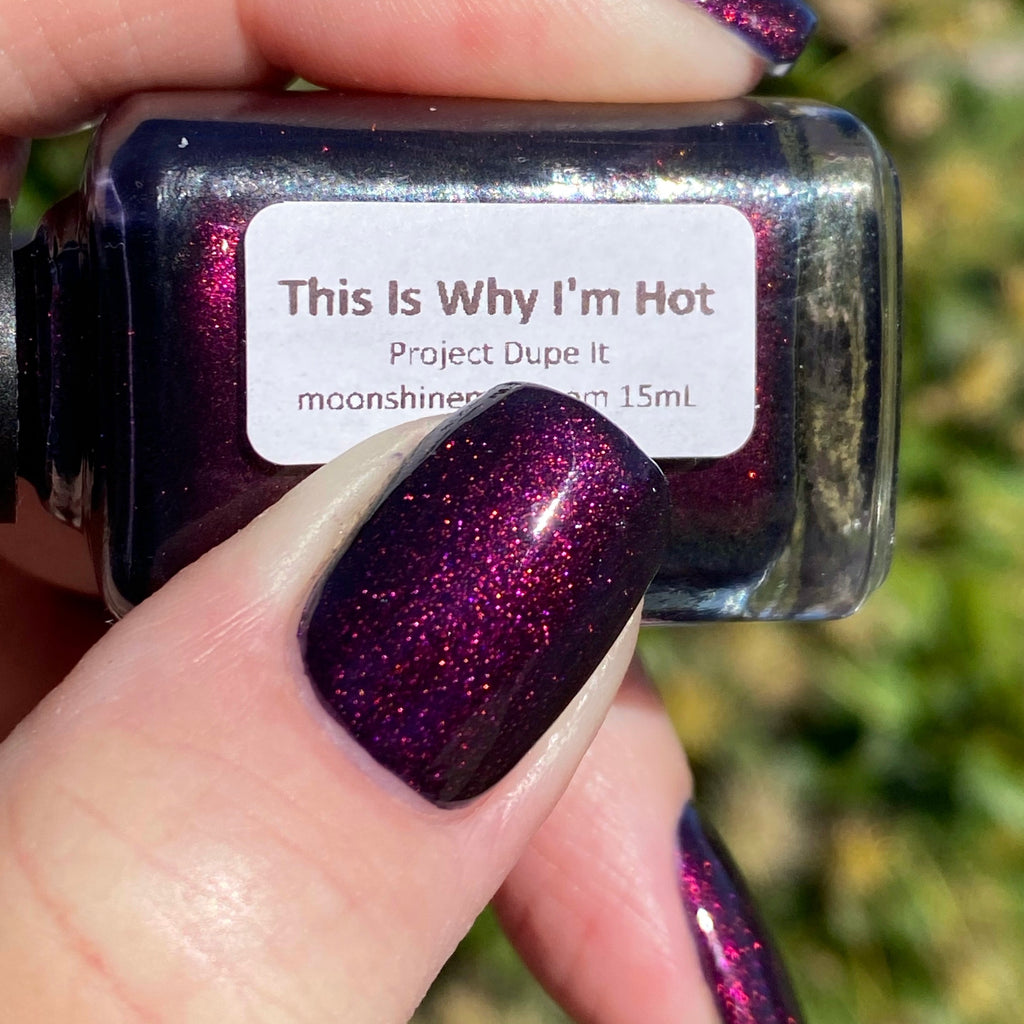 This Is Why I'm Hot
Project Dupe It
15mL